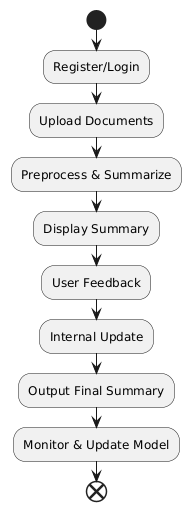 Register/Login
Upload Documents
Preprocess & Summarize
Display Summary
User Feedback
Internal Update
Output Final Summary
Monitor & Update Model